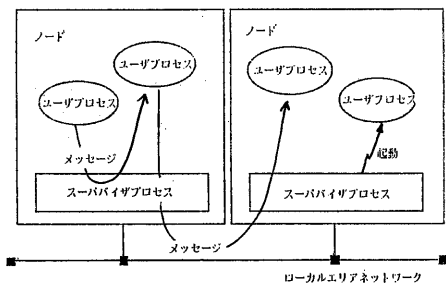 ノード
ユーザプロセス
ユーザプロセス
メッセージ
スーパバイザプロセス
ノード
ユーザプロセス
ユーザプロセス
起動
スーパバイザプロセス
メッセージ
ローカルエリアネットワーク